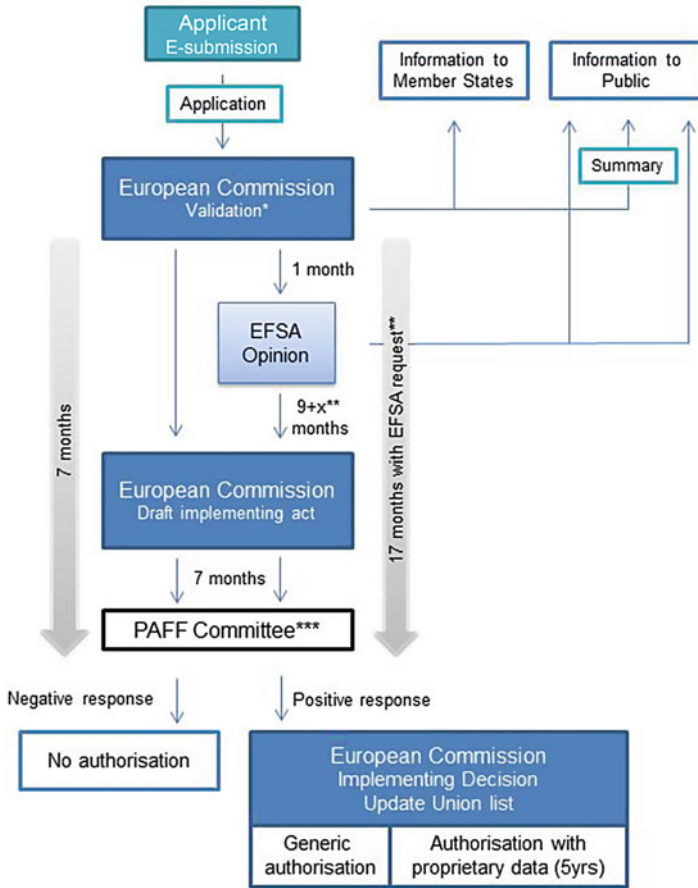 Applicant
E-submission
Application
Information to
Member States
Information to
Public
Summary
European Commission
Validation*
1 month
EFSA
Opinion
9+x**
months
7 months
17 months with EFSA request**
European Commission
Draft implementing act
7 months
PAFF Committee***
Negative response
Positive response
No authorisation
European Commission
Implementing Decision
Update Union list
Generic
authorisation
Authorisation with
proprietary data (5yrs)